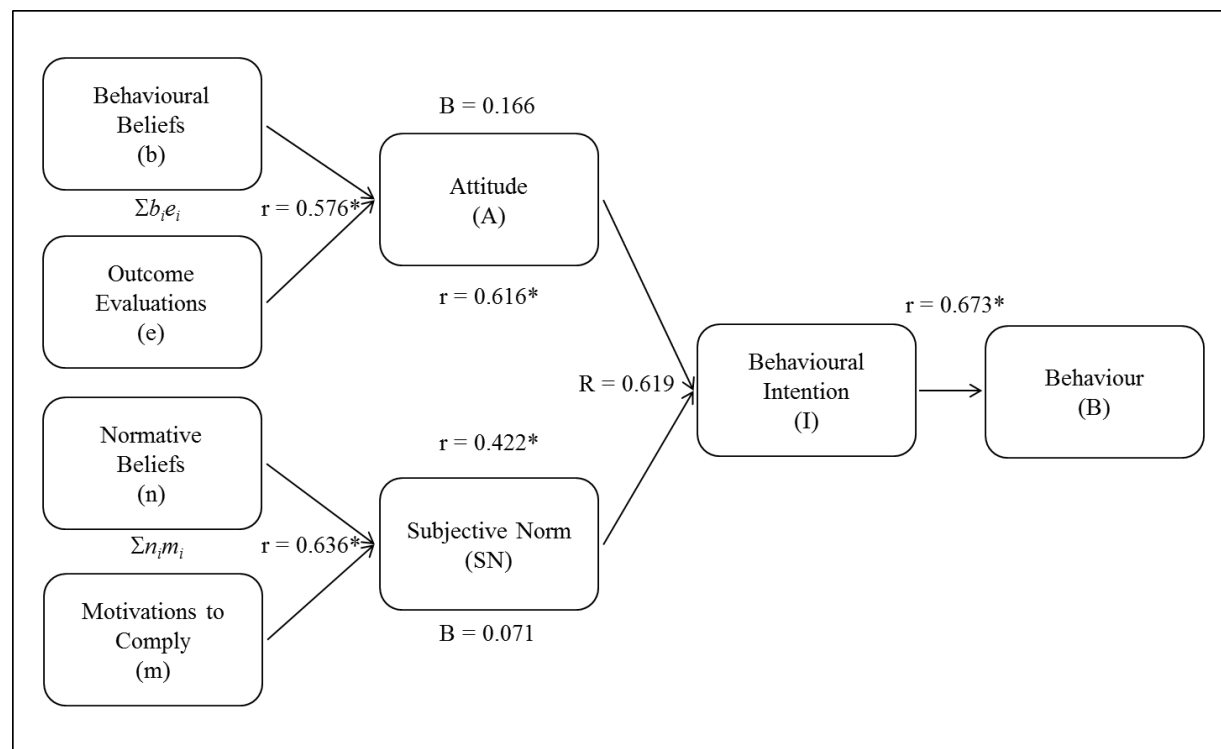 Behavioural
Beliefs
(b)
Σbᵢeᵢ
r = 0.576*
Outcome
Evaluations
(e)
B = 0.166
Attitude
(A)
r = 0.616*
Normative
Beliefs
(n)
Σnᵢmᵢ
r = 0.636*
Motivations to
Comply
(m)
r = 0.422*
Subjective Norm
(SN)
B = 0.071
R = 0.619
Behavioural
Intention
(I)
r = 0.673*
Behaviour
(B)